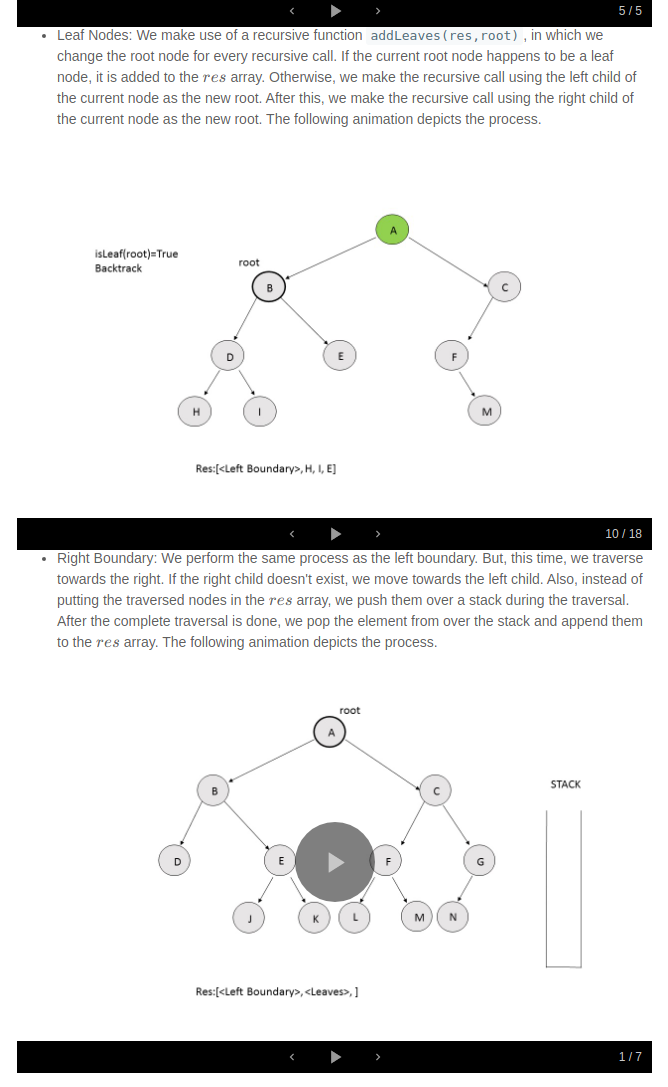 5 / 5
Leaf Nodes: We make use of a recursive function addLeaves(res,root) , in which we
change the root node for every recursive call. If the current root node happens to be a leaf
node, it is added to the res array. Otherwise, we make the recursive call using the left child of
the current node as the new root. After this, we make the recursive call using the right child of
the current node as the new root. The following animation depicts the process.
A
isLeaf(root)=True
Backtrack
root
B
C
D
E
F
H
I
M
Res:[<Left Boundary>, H, I, E]
10 / 18
Right Boundary: We perform the same process as the left boundary. But, this time, we traverse
towards the right. If the right child doesn't exist, we move towards the left child. Also, instead of
putting the traversed nodes in the res array, we push them over a stack during the traversal.
After the complete traversal is done, we pop the element from over the stack and append them
to the res array. The following animation depicts the process.
root
A
B
C
STACK
D
E
F
G
J
K
L
M
N
Res:[<Left Boundary>, <Leaves>, ]
1 / 7